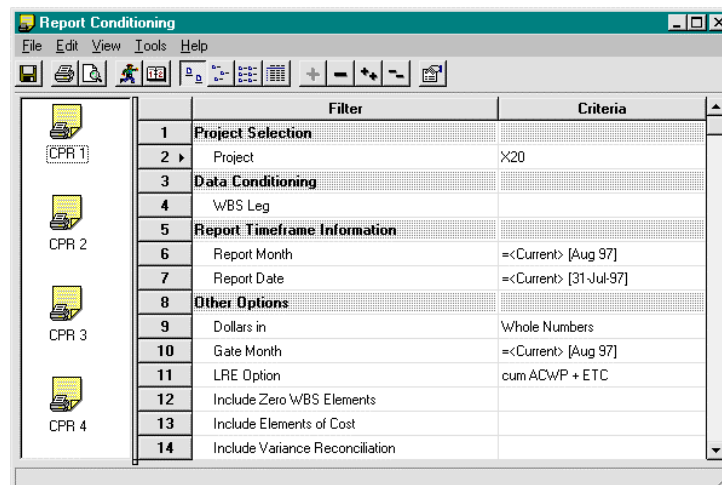 Report Conditioning
File Edit View Tools Help
Filter Criteria
1 Project Selection
2 Project X20
3 Data Conditioning
4 WBS Leg
5 Report Timeframe Information
6 Report Month =<Current> [Aug 97]
7 Report Date =<Current> [31-Jul-97]
8 Other Options
9 Dollars in Whole Numbers
10 Gate Month =<Current> [Aug 97]
11 LRE Option cum ACWP + ETC
12 Include Zero WBS Elements
13 Include Elements of Cost
14 Include Variance Reconciliation
CPR 1
CPR 2
CPR 3
CPR 4